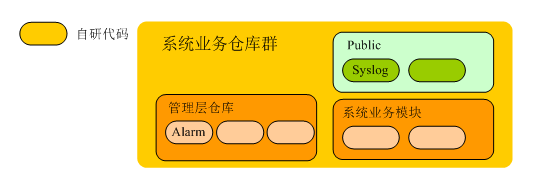 自研代码
系统业务仓库群
Public
Syslog
管理层仓库
Alarm
系统业务模块